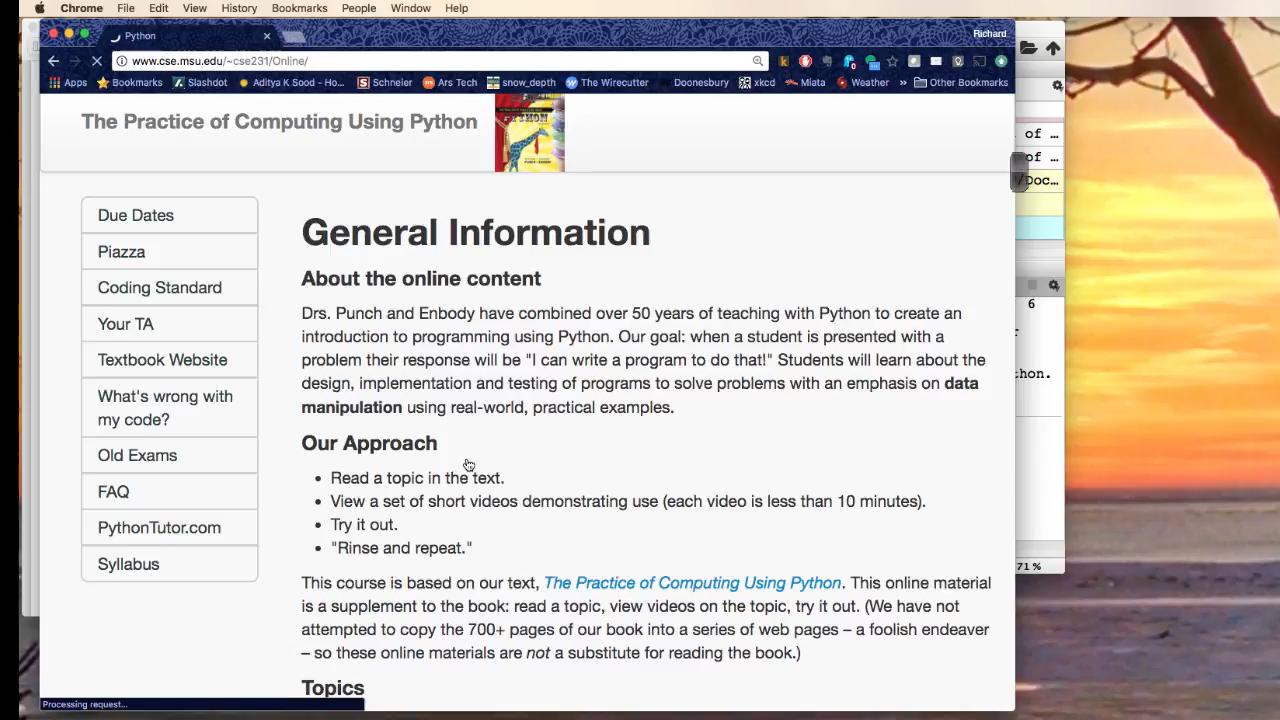 Chrome File Edit View History Bookmarks People Window Help
Python
Richard
www.cse.msu.edu/~cse231/Online/
Apps Bookmarks Slashdot Aditya K Sood - Ho... Schneier Ars Tech snow_depth The Wirecutter Doonesbury xkcd Miata Weather » Other Bookmarks
The Practice of Computing Using Python
PYTHON
Due Dates
Piazza
Coding Standard
Your TA
Textbook Website
What's wrong with
my code?
Old Exams
FAQ
PythonTutor.com
Syllabus
General Information
About the online content
Drs. Punch and Enbody have combined over 50 years of teaching with Python to create an
introduction to programming using Python. Our goal: when a student is presented with a
problem their response will be "I can write a program to do that!" Students will learn about the
design, implementation and testing of programs to solve problems with an emphasis on data
manipulation using real-world, practical examples.
Our Approach
• Read a topic in the text.
• View a set of short videos demonstrating use (each video is less than 10 minutes).
• Try it out.
• "Rinse and repeat."
This course is based on our text, The Practice of Computing Using Python. This online material
is a supplement to the book: read a topic, view videos on the topic, try it out. (We have not
attempted to copy the 700+ pages of our book into a series of web pages – a foolish endeaver
– so these online materials are not a substitute for reading the book.)
Topics
Processing request...
of ...
of ...
/Doc...
6
hon.
71 %